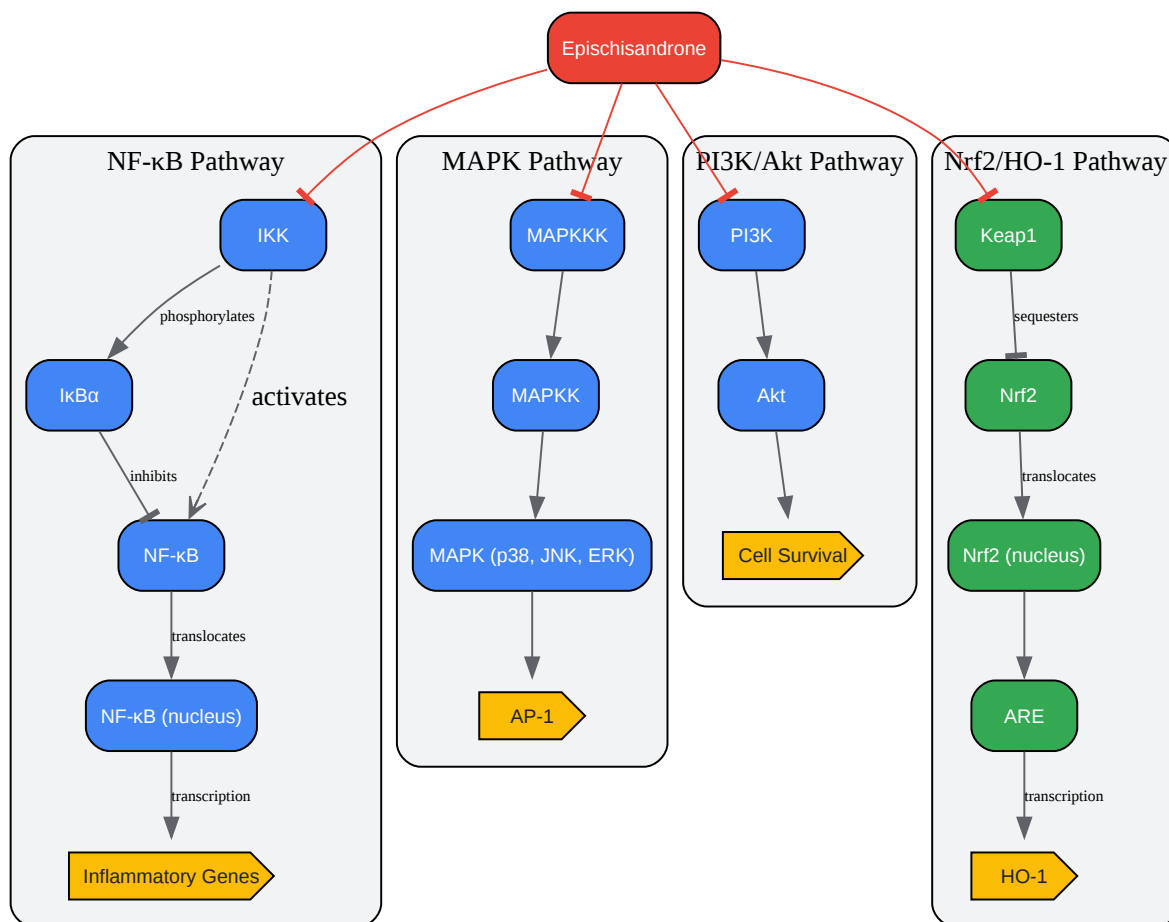 Epischisandrone
NF-κB Pathway
IKK
phosphorylates
IκBα
activates
inhibits
NF-κB
translocates
NF-κB (nucleus)
transcription
Inflammatory Genes
MAPK Pathway
MAPKKK
MAPKK
MAPK (p38, JNK, ERK)
AP-1
PI3K/Akt Pathway
PI3K
Akt
Cell Survival
Nrf2/HO-1 Pathway
Keap1
sequesters
Nrf2
translocates
Nrf2 (nucleus)
ARE
transcription
HO-1